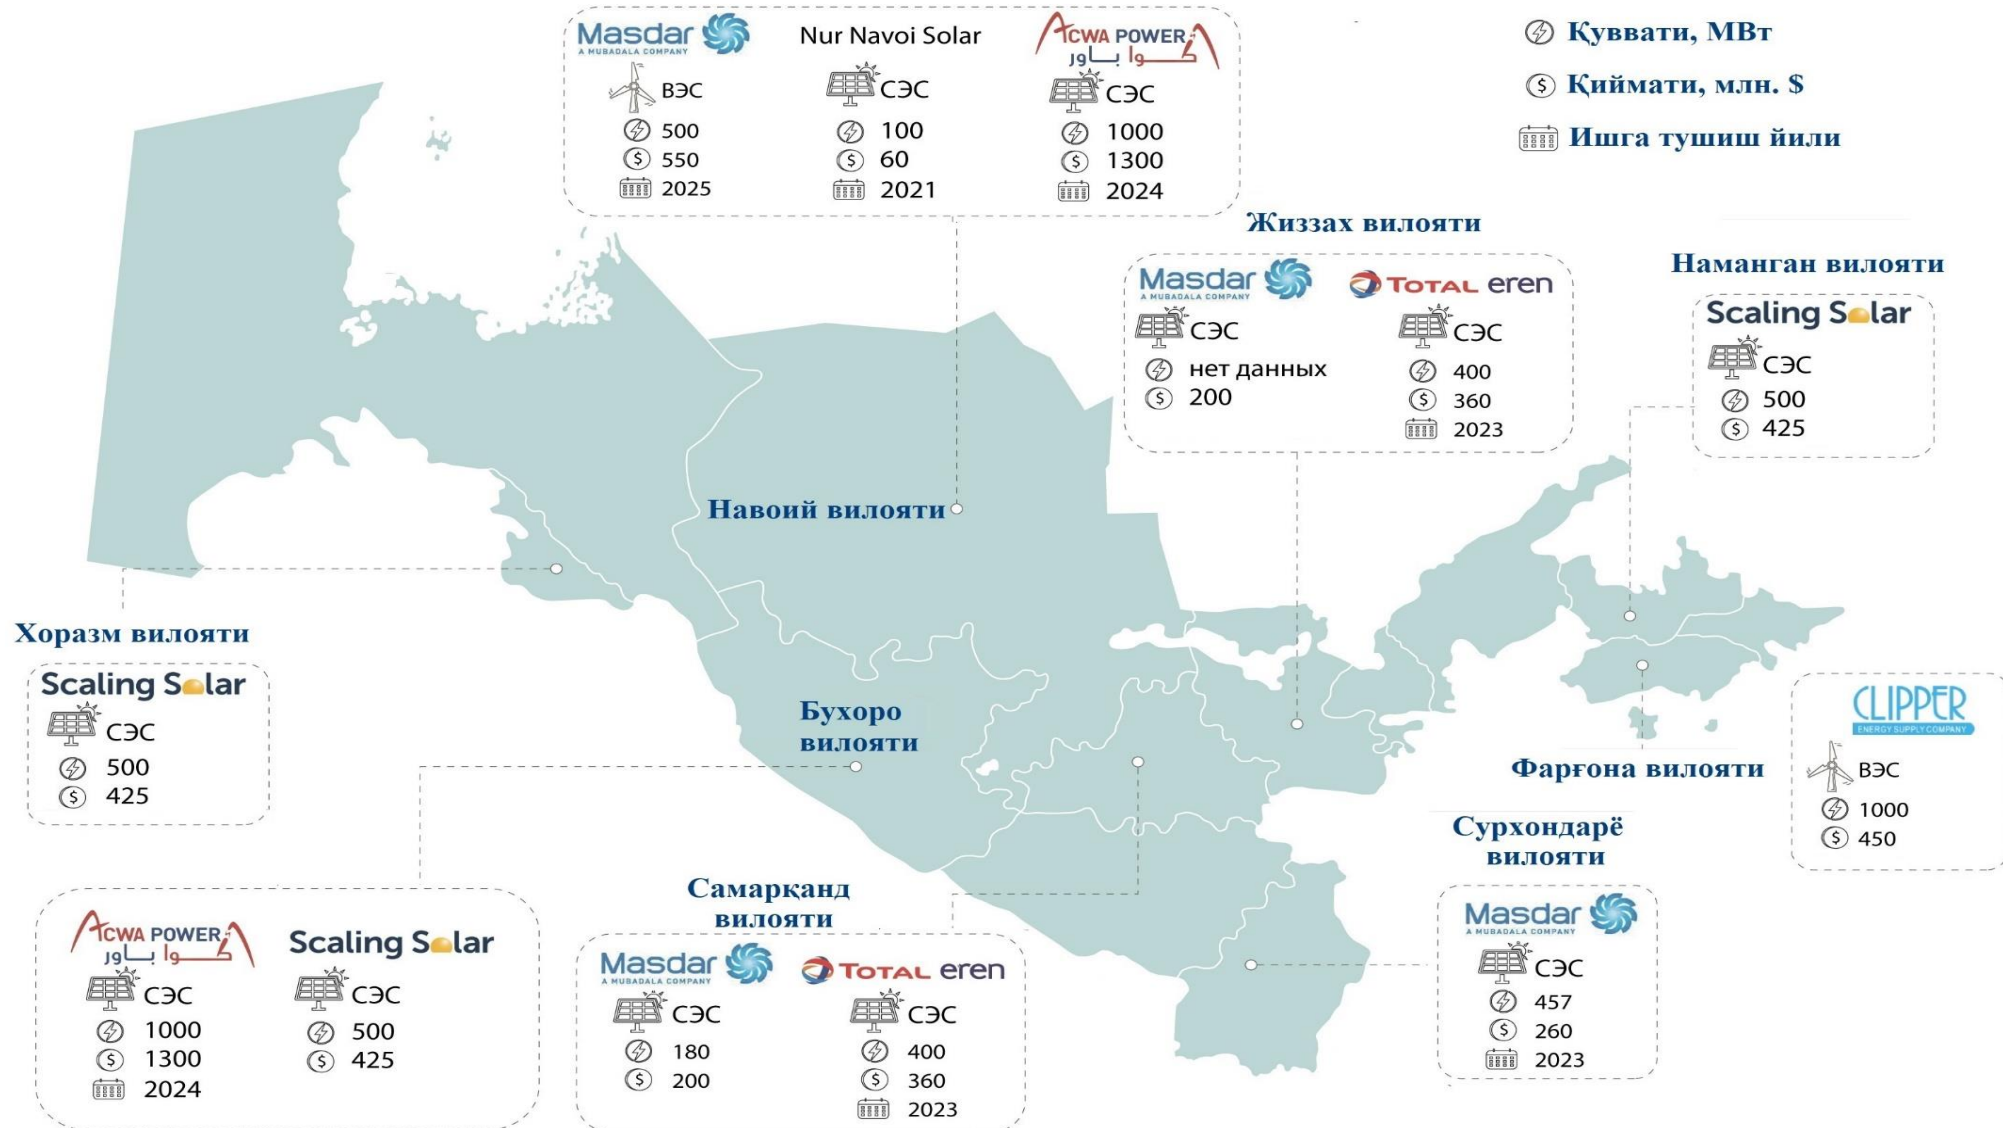 Masdar
A MUBADALA COMPANY
ВЭС
500
550
2025
Nur Navoi Solar
СЭС
100
60
2021
ACWA POWER
أكوا باور
СЭС
1000
1300
2024
Қуввати, МВт
Қиймати, млн. $
Ишга тушиш йили
Жиззах вилояти
Masdar
A MUBADALA COMPANY
СЭС
нет данных
200
TOTAL eren
СЭС
400
360
2023
Наманган вилояти
Scaling Solar
СЭС
500
425
Навоий вилояти
Хоразм вилояти
Scaling Solar
СЭС
500
425
Бухоро
вилояти
ACWA POWER
أكوا باور
СЭС
1000
1300
2024
Scaling Solar
СЭС
500
425
Самарқанд
вилояти
Masdar
A MUBADALA COMPANY
СЭС
180
200
TOTAL eren
СЭС
400
360
2023
Фарғона вилояти
CLIPPER
ENERGY SUPPLY COMPANY
ВЭС
1000
450
Сурхондарё
вилояти
Masdar
A MUBADALA COMPANY
СЭС
457
260
2023